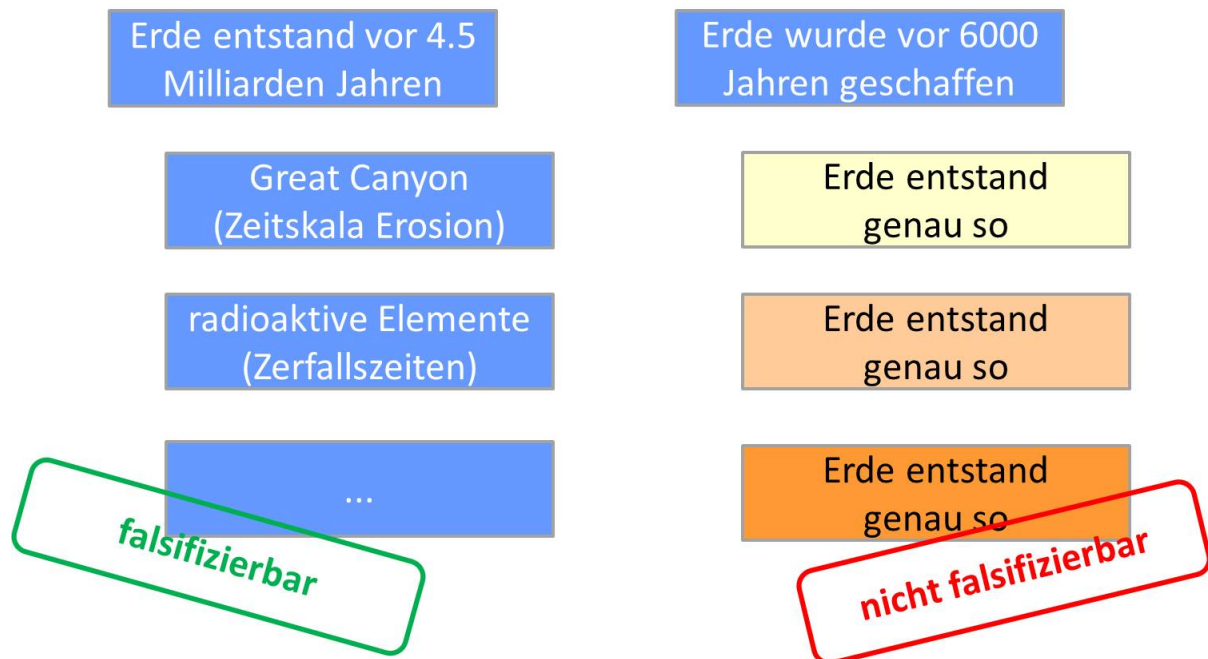 Erde entstand vor 4.5
Milliarden Jahren
Erde wurde vor 6000
Jahren geschaffen
Great Canyon
(Zeitskala Erosion)
Erde entstand
genau so
radioaktive Elemente
(Zerfallszeiten)
Erde entstand
genau so
...
Erde entstand
genau so
falsifizierbar
nicht falsifizierbar